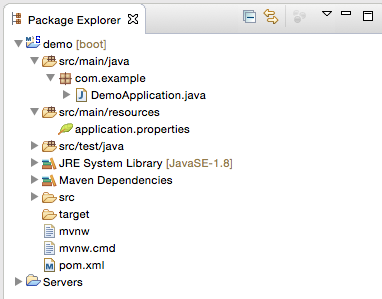 Package Explorer
demo [boot]
src/main/java
com.example
DemoApplication.java
src/main/resources
application.properties
src/test/java
JRE System Library [JavaSE-1.8]
Maven Dependencies
src
target
mvnw
mvnw.cmd
pom.xml
Servers